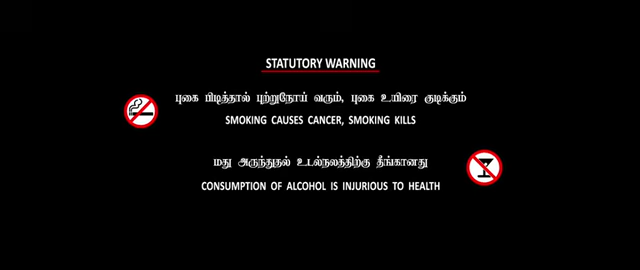 STATUTORY WARNING
புகை பிடித்தால் புற்றுநோய் வரும், புகை உயிரை குடிக்கும்
SMOKING CAUSES CANCER, SMOKING KILLS
மது அருந்துதல் உடல்நலத்திற்கு தீங்கானது
CONSUMPTION OF ALCOHOL IS INJURIOUS TO HEALTH